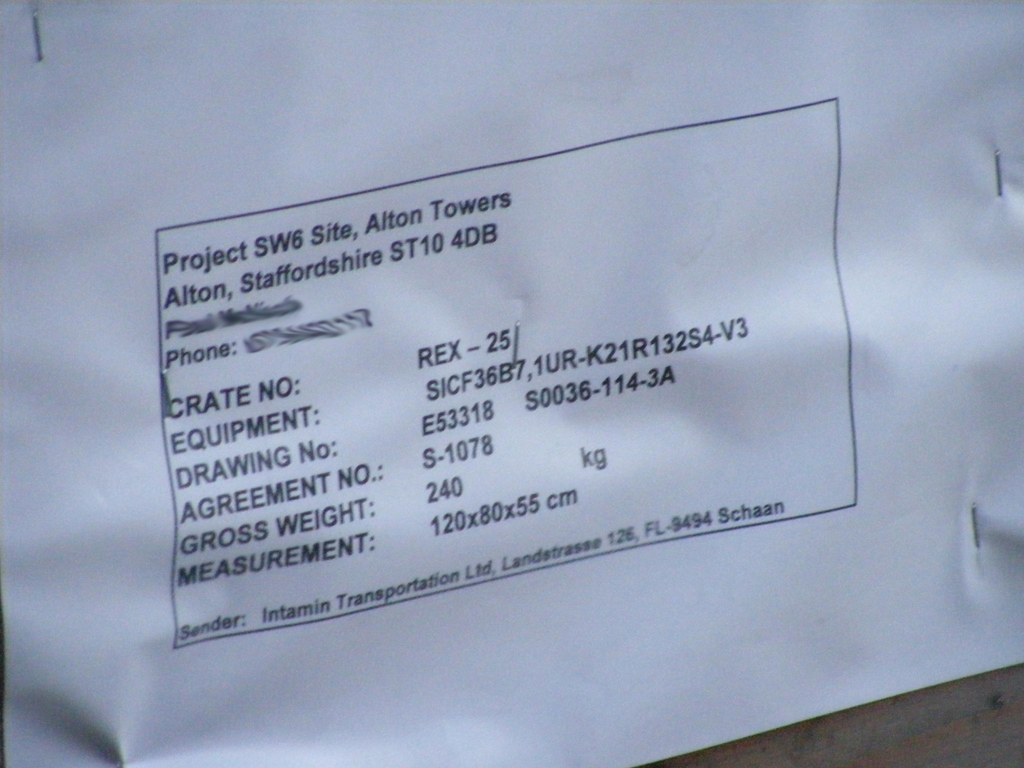 Project SW6 Site, Alton Towers
Alton, Staffordshire ST10 4DB
Phone:
CRATE NO: REX – 25
EQUIPMENT: SICF36B7,1UR-K21R132S4-V3
DRAWING No: E53318 S0036-114-3A
AGREEMENT NO.: S-1078
GROSS WEIGHT: 240 kg
MEASUREMENT: 120x80x55 cm
Sender: Intamin Transportation Ltd, Landstrasse 126, FL-9494 Schaan